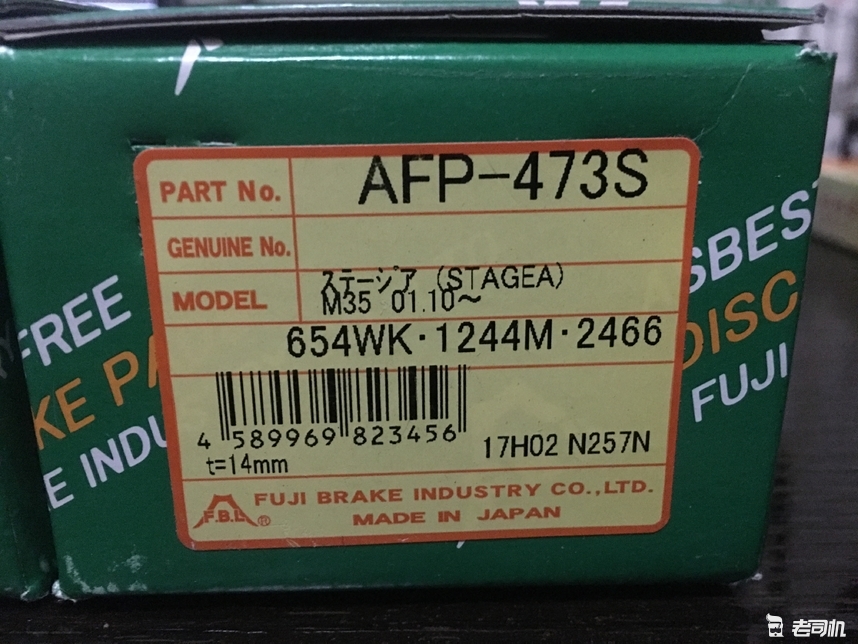 PART No. AFP-473S
GENUINE No.
MODEL ステージア (STAGEA)
M35 01.10～
654WK・1244M・2466
4 589969 823456
17H02 N257N
t=14mm
F.B.I. ® FUJI BRAKE INDUSTRY CO.,LTD.
MADE IN JAPAN
FREE
KE PA
E INDU
SBES
DISC
FUJI
老司机